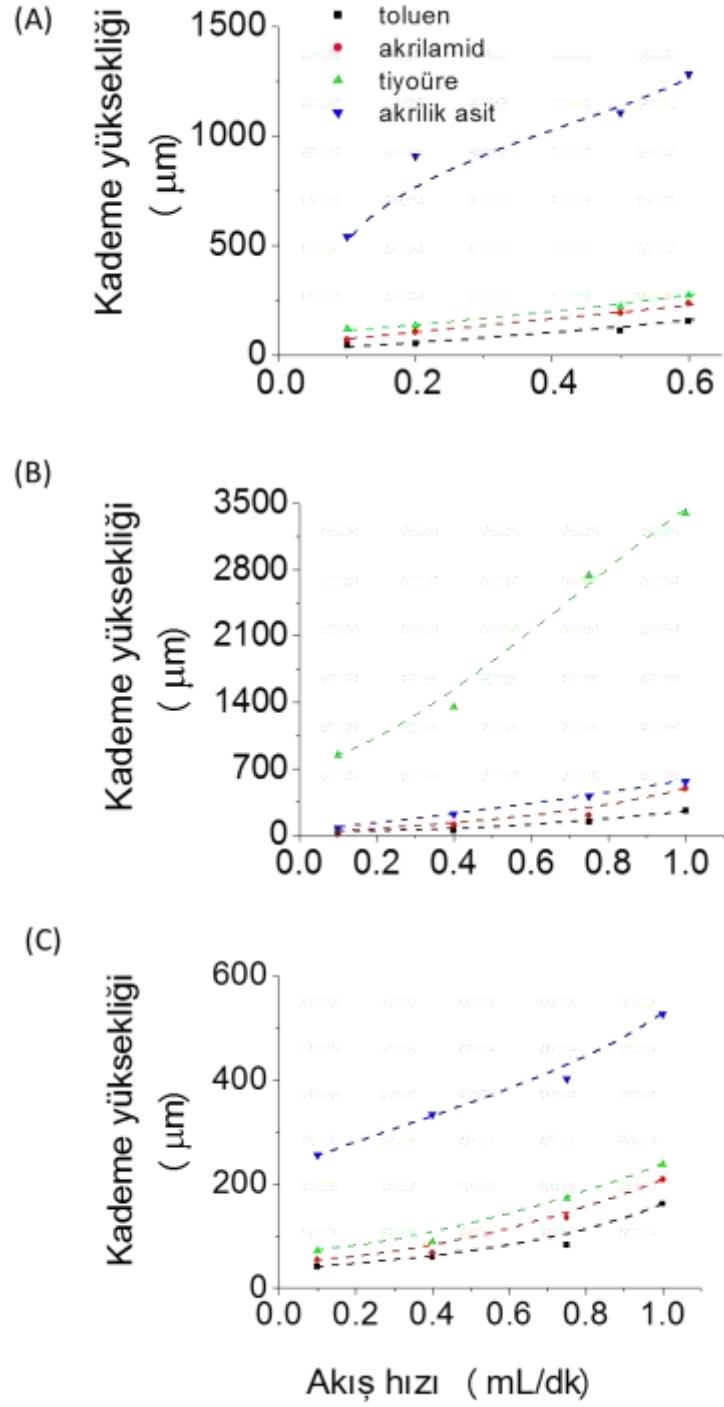 (A)
Kademe yüksekliği
( μm)
1500
1000
500
0
toluen
akrilamid
tiyoüre
akrilik asit
0.0 0.2 0.4 0.6
(B)
Kademe yüksekliği
( μm)
3500
2800
2100
1400
700
0
0.0 0.2 0.4 0.6 0.8 1.0
(C)
Kademe yüksekliği
( μm)
600
400
200
0
0.0 0.2 0.4 0.6 0.8 1.0
Akış hızı ( mL/dk)